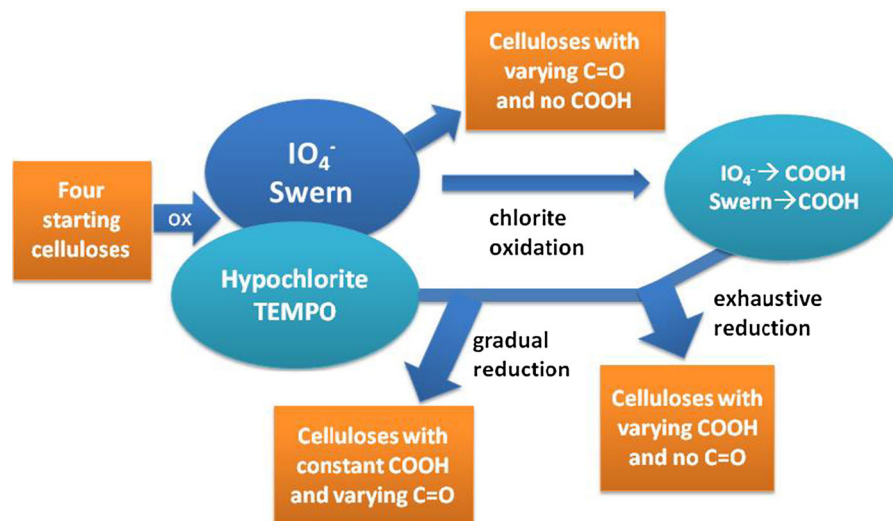 Celluloses with
varying C=O
and no COOH
IO₄⁻
Swern
IO₄⁻→ COOH
Swern→COOH
Four
starting
celluloses
ox
chlorite
oxidation
Hypochlorite
TEMPO
exhaustive
reduction
gradual
reduction
Celluloses with
varying COOH
and no C=O
Celluloses with
constant COOH
and varying C=O